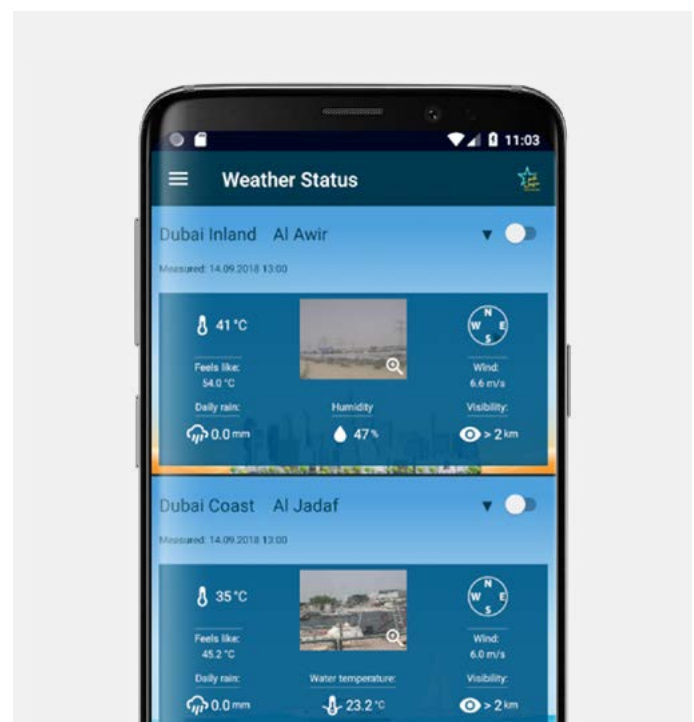 11:03
Weather Status
Dubai Inland Al Awir
Measured: 14.09.2018 13:00
41 °C
N
W E
S
Feels like:
54.0 °C
Wind:
6.6 m/s
Daily rain:
Humidity
Visibility:
0.0 mm
47 %
> 2 km
Dubai Coast Al Jadaf
Measured: 14.09.2018 13:00
35 °C
N
W E
S
Feels like:
45.2 °C
Wind:
6.0 m/s
Daily rain:
Water temperature:
Visibility:
0.0 mm
23.2 °C
> 2 km